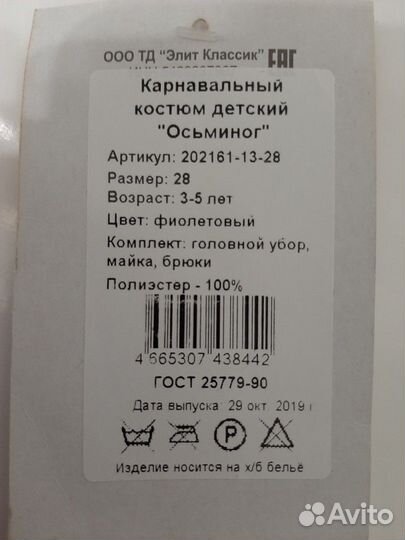 ООО ТД “Элит Классик” EAC
Карнавальный
костюм детский
"Осьминог"
Артикул: 202161-13-28
Размер: 28
Возраст: 3-5 лет
Цвет: фиолетовый
Комплект: головной убор,
майка, брюки
Полиэстер - 100%
4 665307 438442
ГОСТ 25779-90
Дата выпуска: 29 окт. 2019 г
P
Изделие носится на х/б бельё
Avito